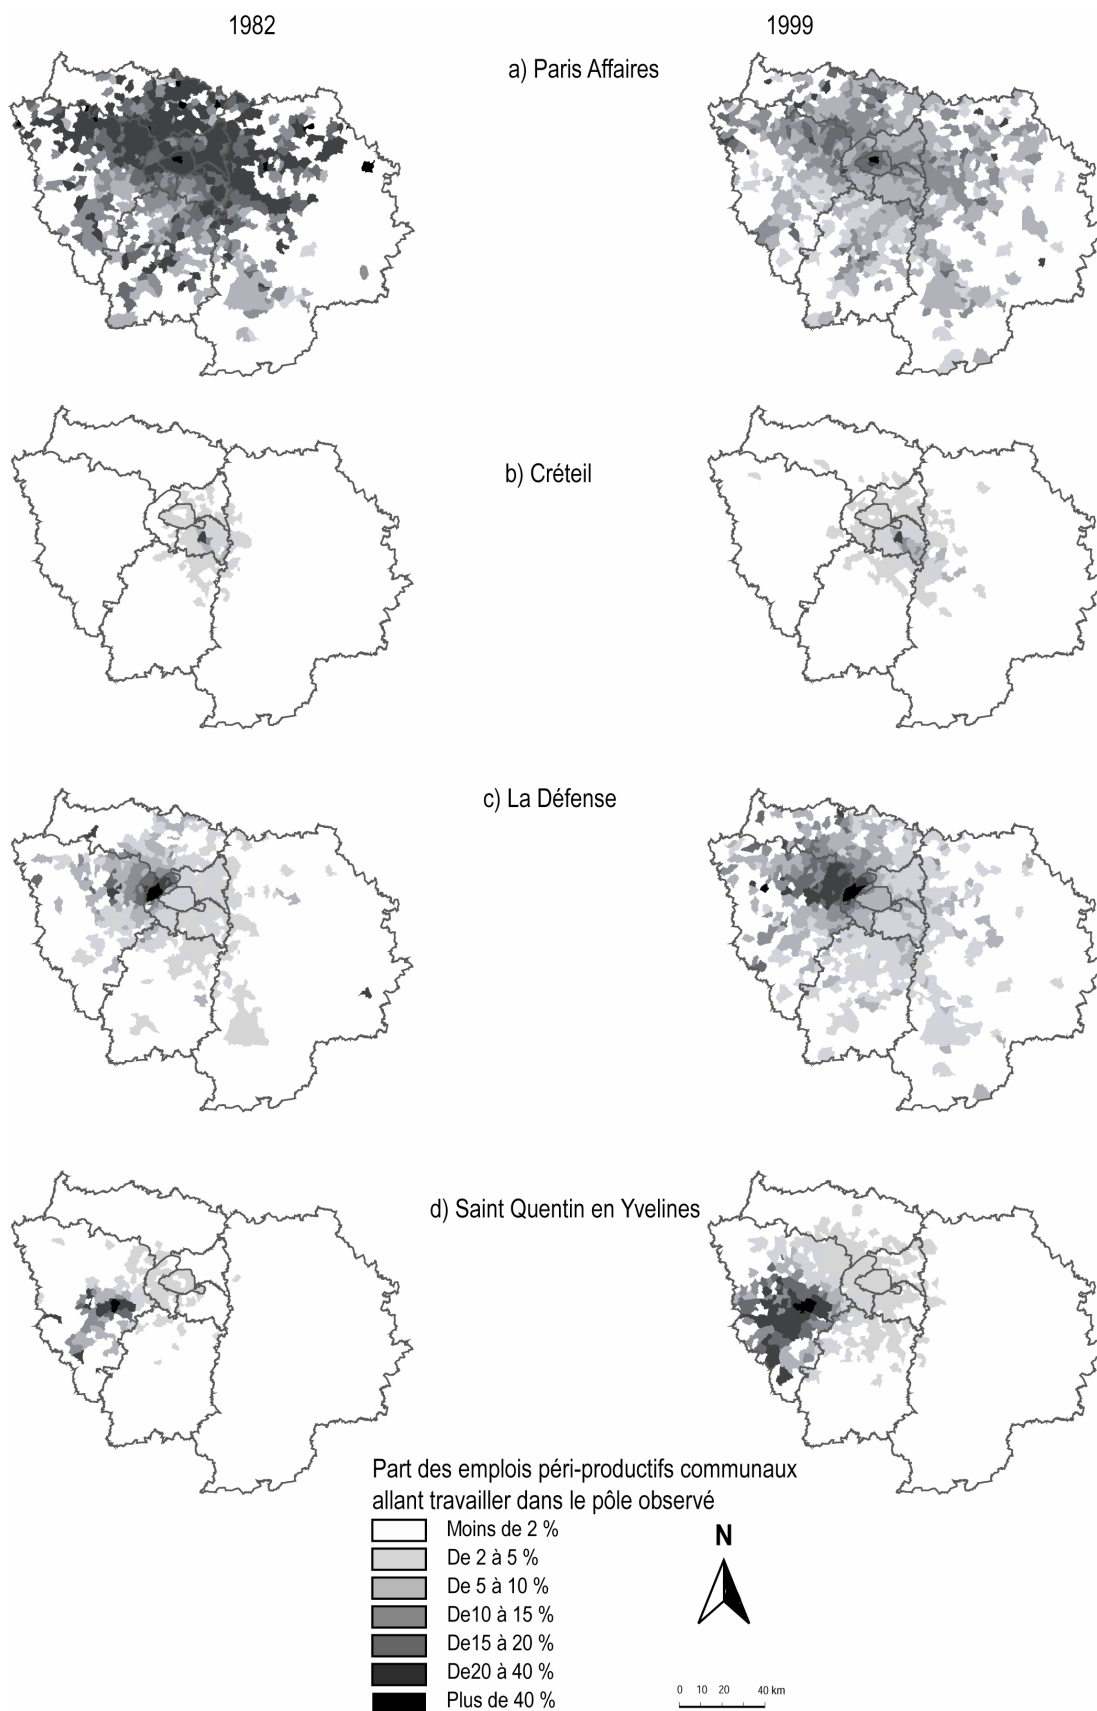 1982
1999
a) Paris Affaires
b) Créteil
c) La Défense
d) Saint Quentin en Yvelines
Part des emplois péri-productifs communaux
allant travailler dans le pôle observé
Moins de 2 %
De 2 à 5 %
De 5 à 10 %
De10 à 15 %
De15 à 20 %
De20 à 40 %
Plus de 40 %
N
0 10 20 40 km